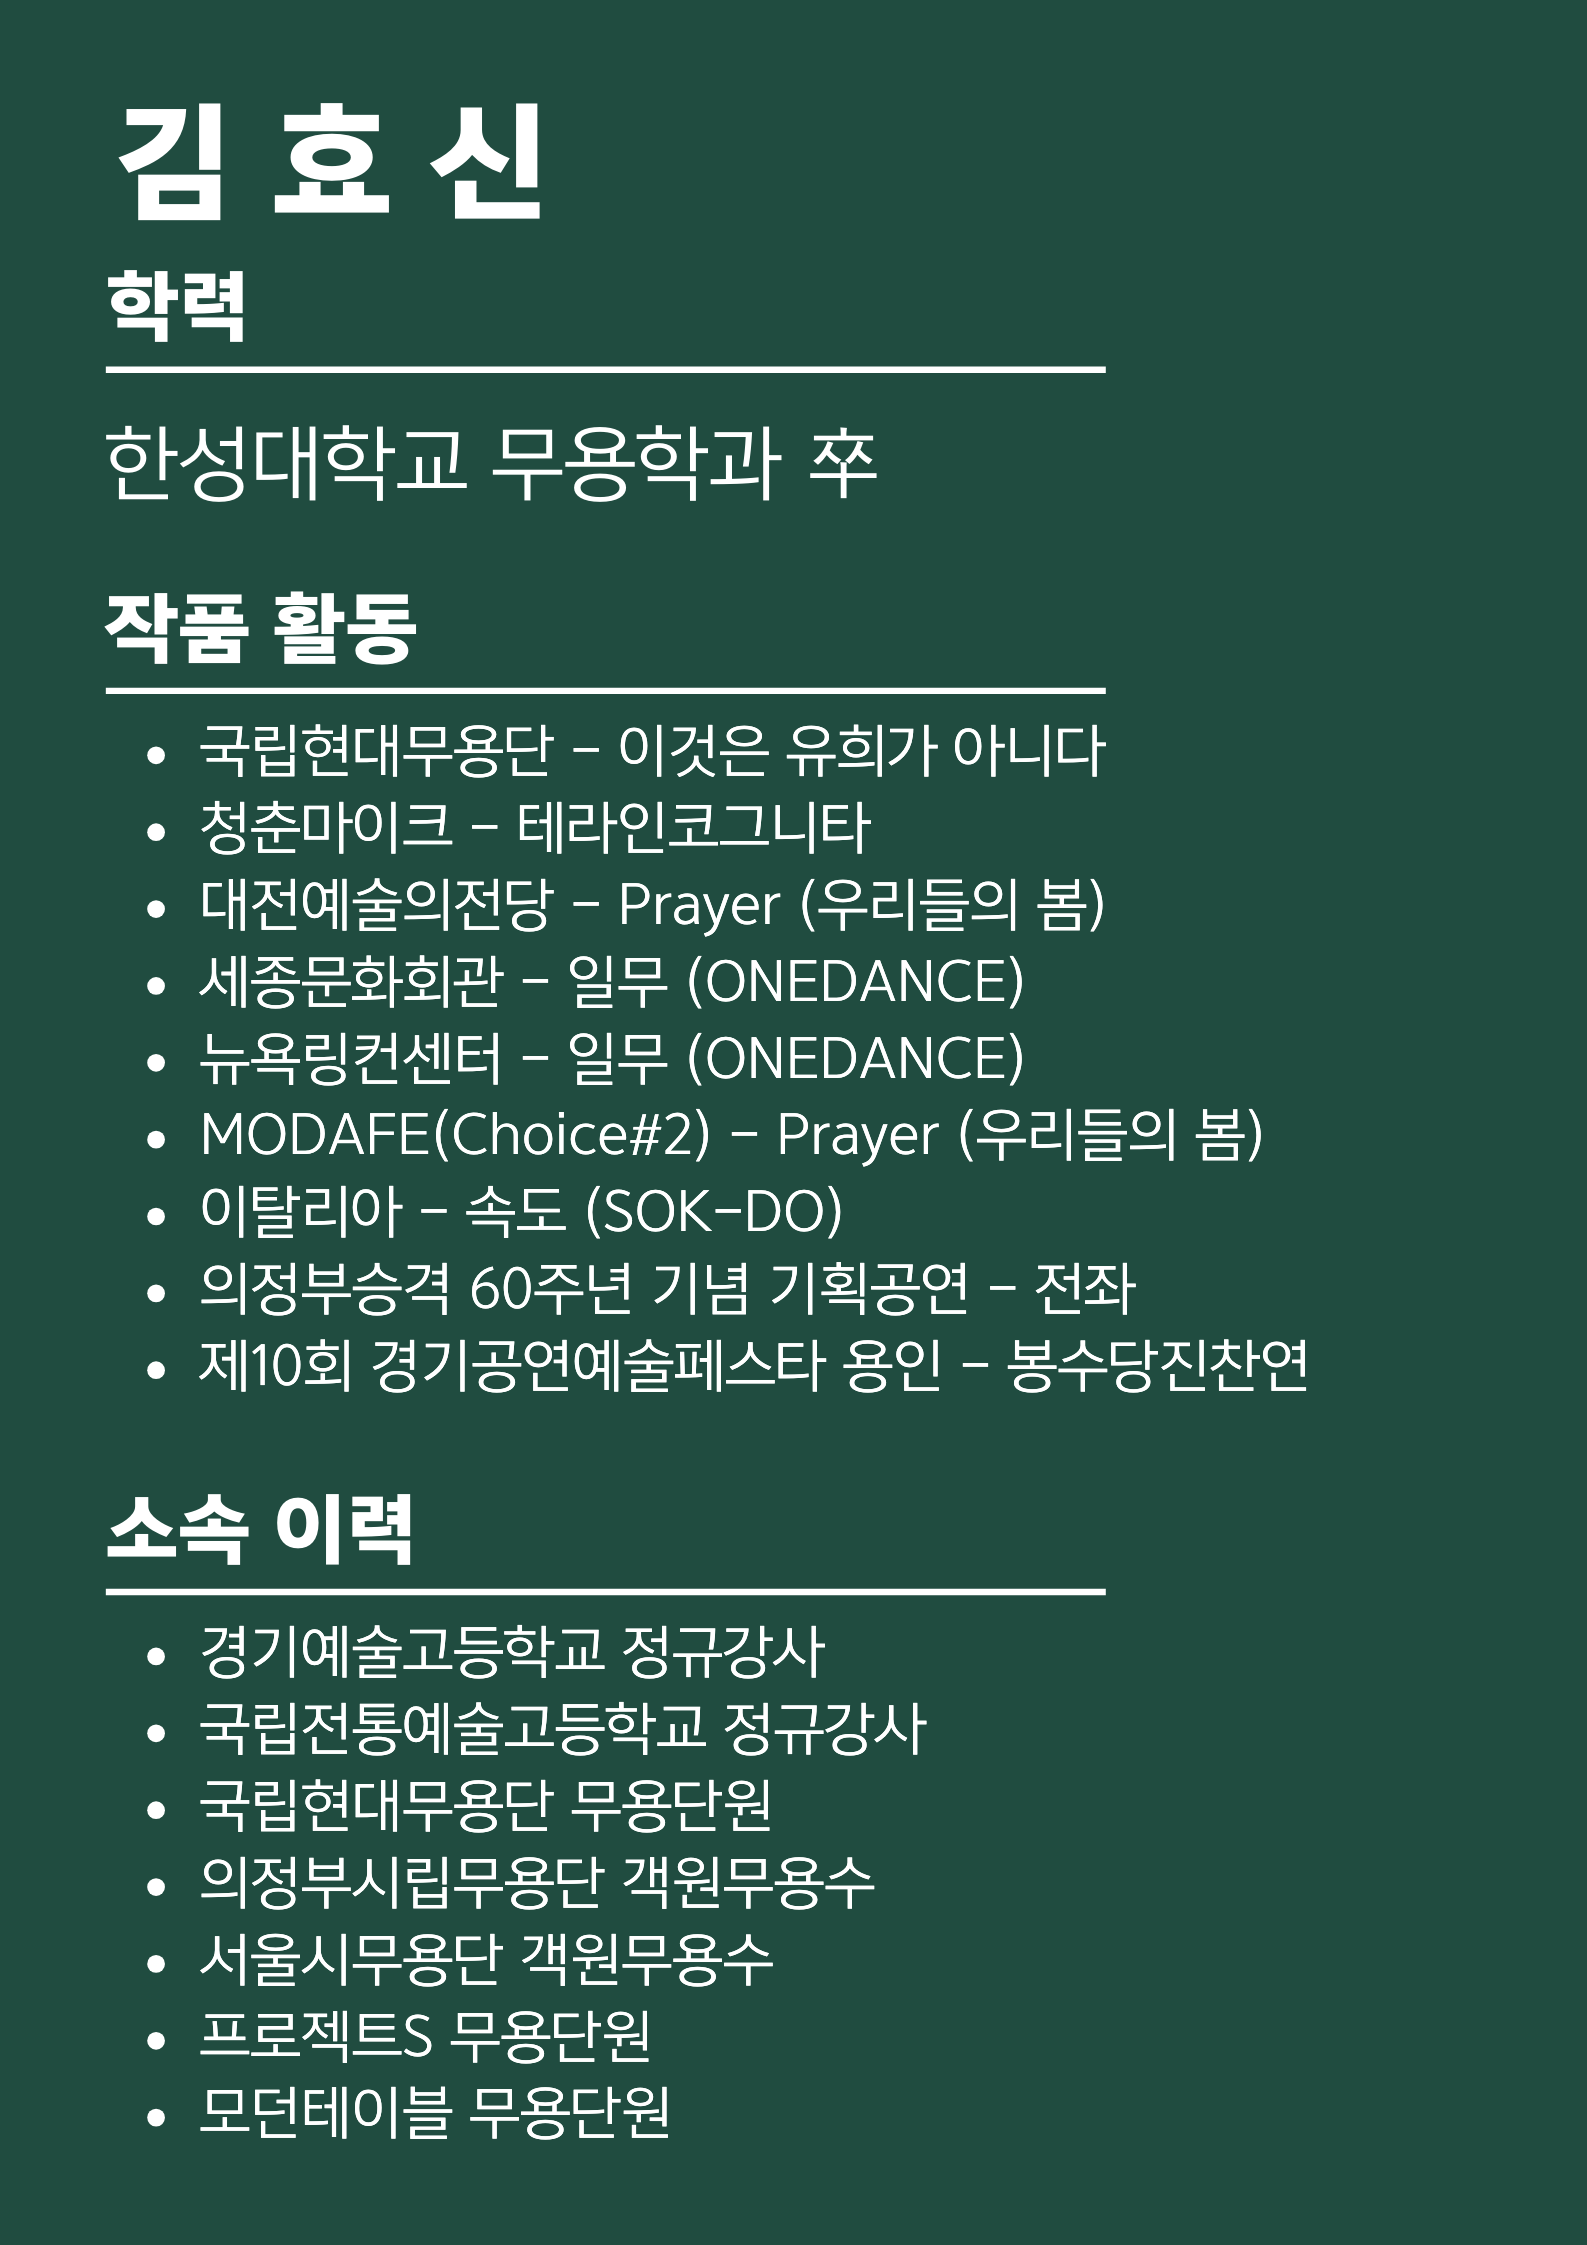 김 효 신
학력
한성대학교 무용학과 卒
작품 활동
• 국립현대무용단 - 이것은 유희가 아니다
• 청춘마이크 - 테라인코그니타
• 대전예술의전당 - Prayer (우리들의 봄)
• 세종문화회관 - 일무 (ONEDANCE)
• 뉴욕링컨센터 - 일무 (ONEDANCE)
• MODAFE(Choice#2) - Prayer (우리들의 봄)
• 이탈리아 - 속도 (SOK-DO)
• 의정부승격 60주년 기념 기획공연 - 전좌
• 제10회 경기공연예술페스타 용인 - 봉수당진찬연
소속 이력
• 경기예술고등학교 정규강사
• 국립전통예술고등학교 정규강사
• 국립현대무용단 무용단원
• 의정부시립무용단 객원무용수
• 서울시무용단 객원무용수
• 프로젝트S 무용단원
• 모던테이블 무용단원